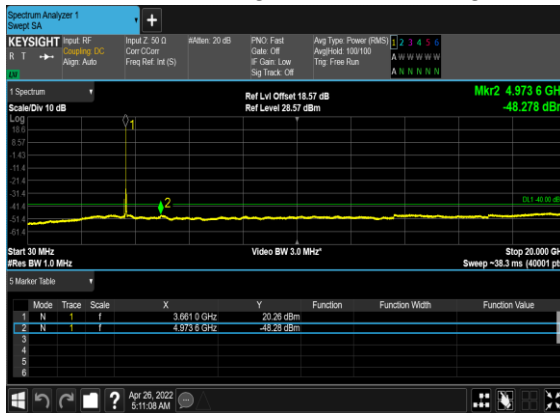 Spectrum Analyzer 1
Swept SA
KEYSIGHT Input: RF Input Z: 50 Ω #Atten: 20 dB PNO: Fast Avg Type: Power (RMS) 1 2 3 4 5 6
R T Coupling: DC Corr CCorr Gate: Off Avg|Hold: 100/100 A W W W W W
Align: Auto Freq Ref: Int (S) IF Gain: Low Trig: Free Run
Sig Track: Off A N N N N N
LXI
1 Spectrum Ref Lvl Offset 18.57 dB Mkr2 4.973 6 GH
Scale/Div 10 dB Ref Level 28.57 dBm -48.278 dBr
Log
18.6
1
8.57
-1.43
-11.4
-21.4
-31.4
DL1 -40.00 dB
-41.4
2
-51.4
-61.4
Start 30 MHz Video BW 3.0 MHz* Stop 20.000 GH
#Res BW 1.0 MHz Sweep ~38.3 ms (40001 pt
5 Marker Table
Mode Trace Scale X Y Function Function Width Function Value
1 N 1 f 3.661 0 GHz 20.26 dBm
2 N 1 f 4.973 6 GHz -48.28 dBm
3
4
5
6
? Apr 26, 2022
5:11:08 AM